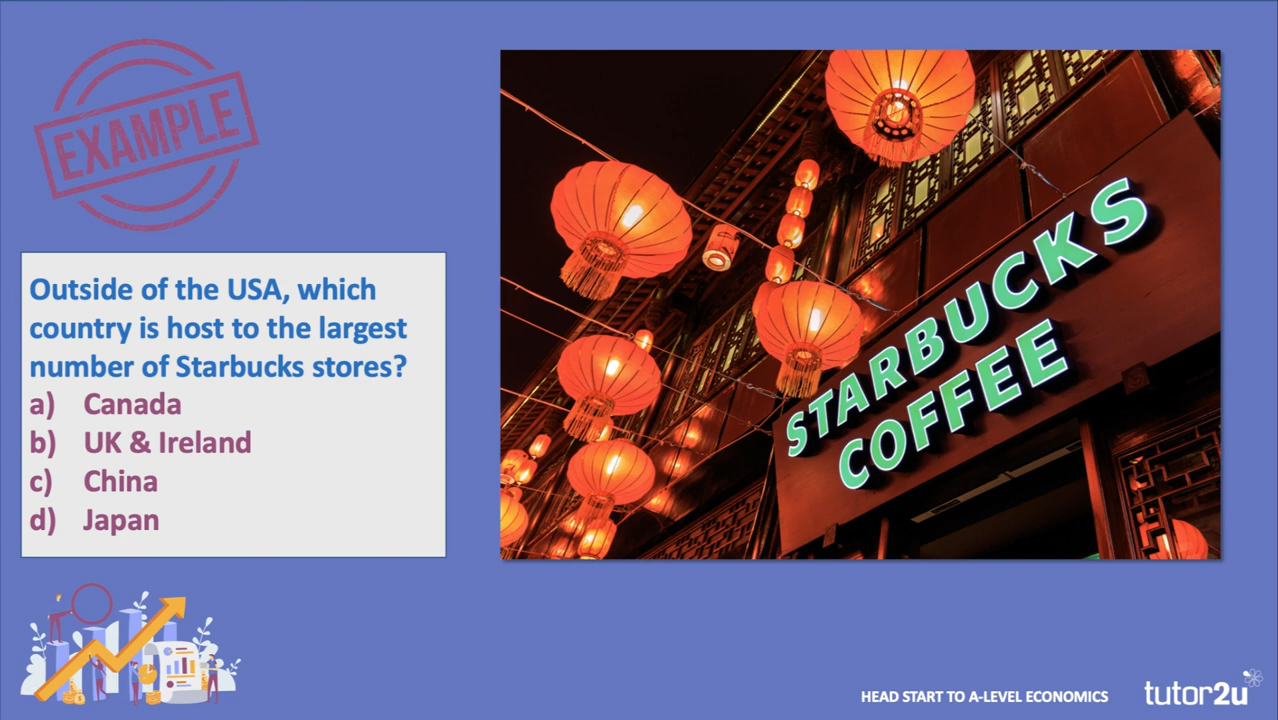 EXAMPLE
Outside of the USA, which
country is host to the largest
number of Starbucks stores?
a) Canada
b) UK & Ireland
c) China
d) Japan
STARBUCKS
COFFEE
HEAD START TO A-LEVEL ECONOMICS
tutor2u